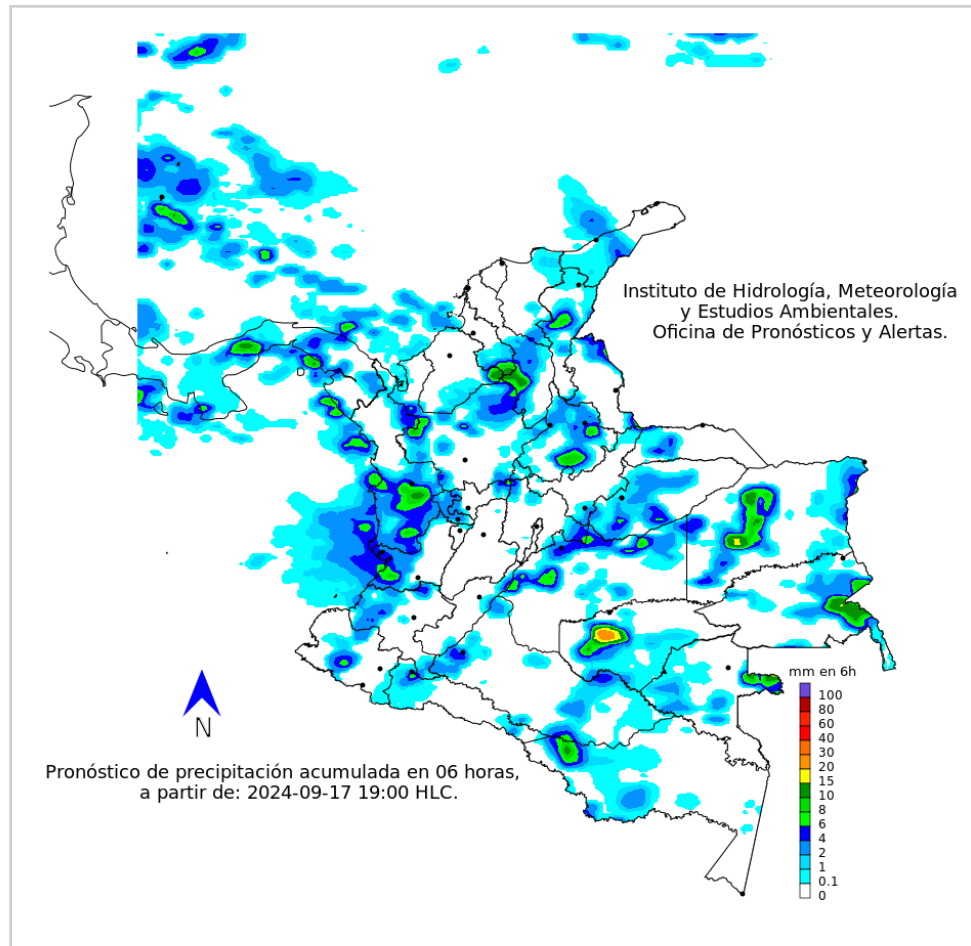 Instituto de Hidrología, Meteorología
y Estudios Ambientales.
Oficina de Pronósticos y Alertas.
mm en 6h
100
80
60
40
30
20
15
10
8
6
4
2
1
0.1
0
N
Pronóstico de precipitación acumulada en 06 horas,
a partir de: 2024-09-17 19:00 HLC.